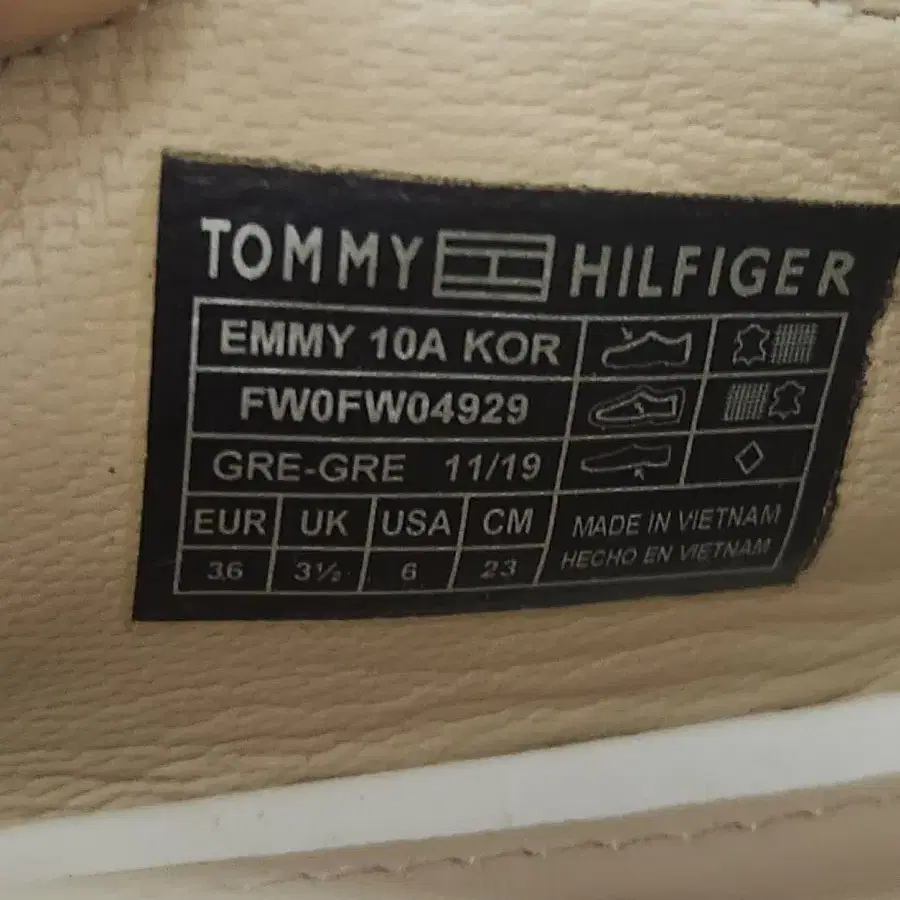 TOMMY HILFIGER
EMMY 10A KOR
FW0FW04929
GRE-GRE 11/19
EUR UK USA CM
36 3½ 6 23
MADE IN VIETNAM
HECHO EN VIETNAM